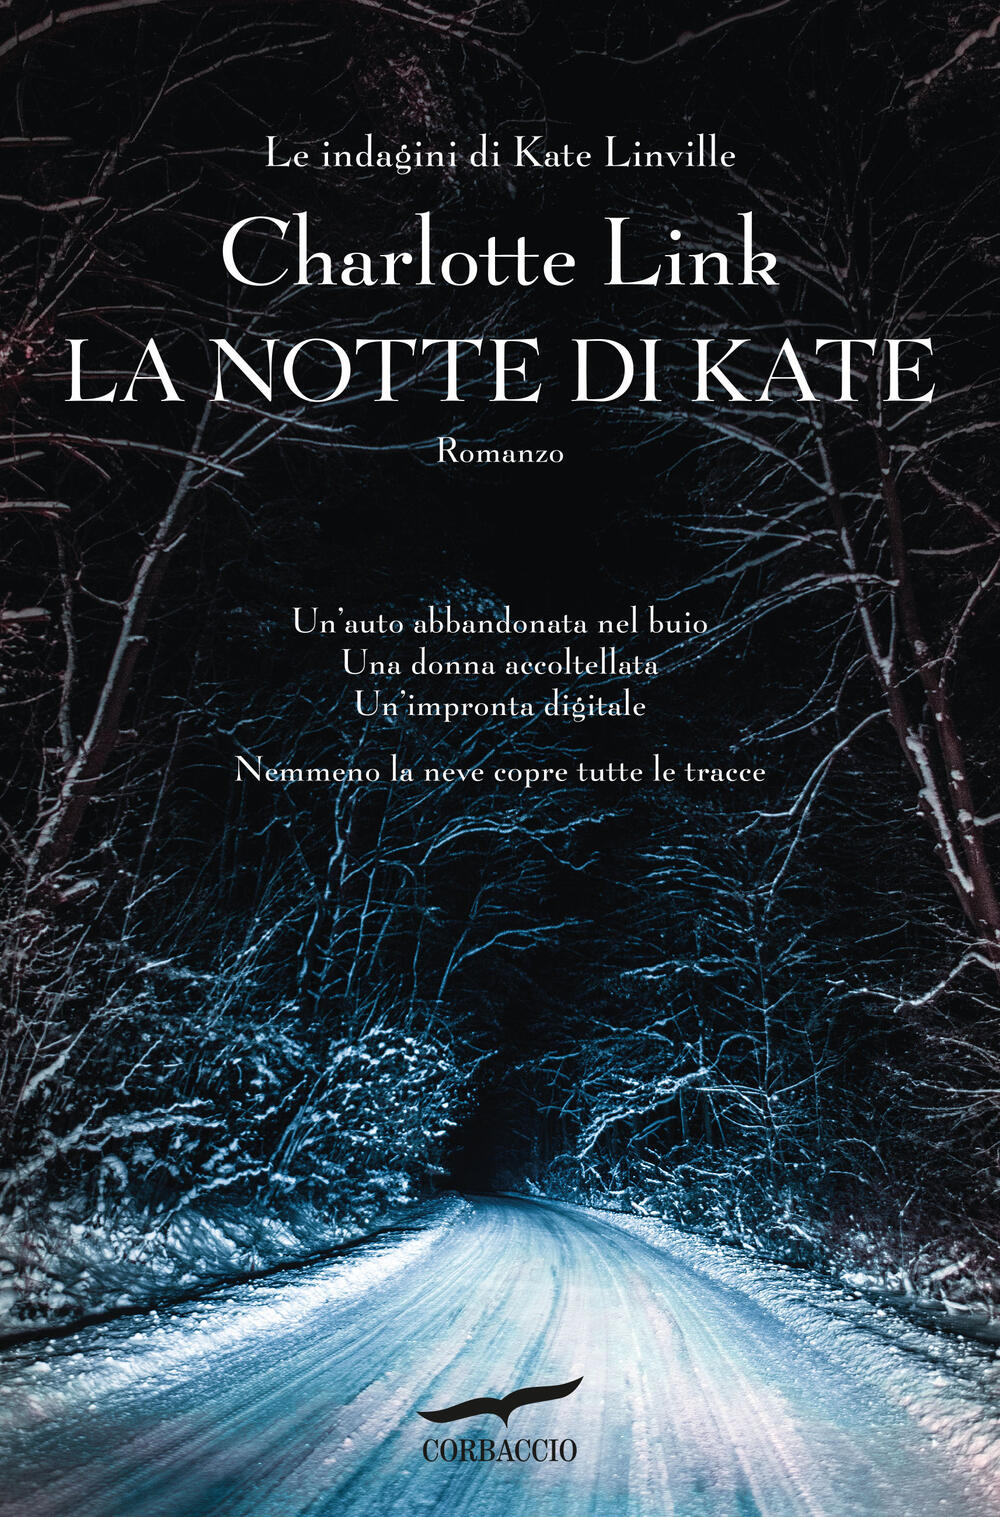 Le indagini di Kate Linville
Charlotte Link
LA NOTTE DI KATE
Romanzo
Un’auto abbandonata nel buio
Una donna accoltellata
Un’impronta digitale
Nemmeno la neve copre tutte le tracce
CORBACCIO